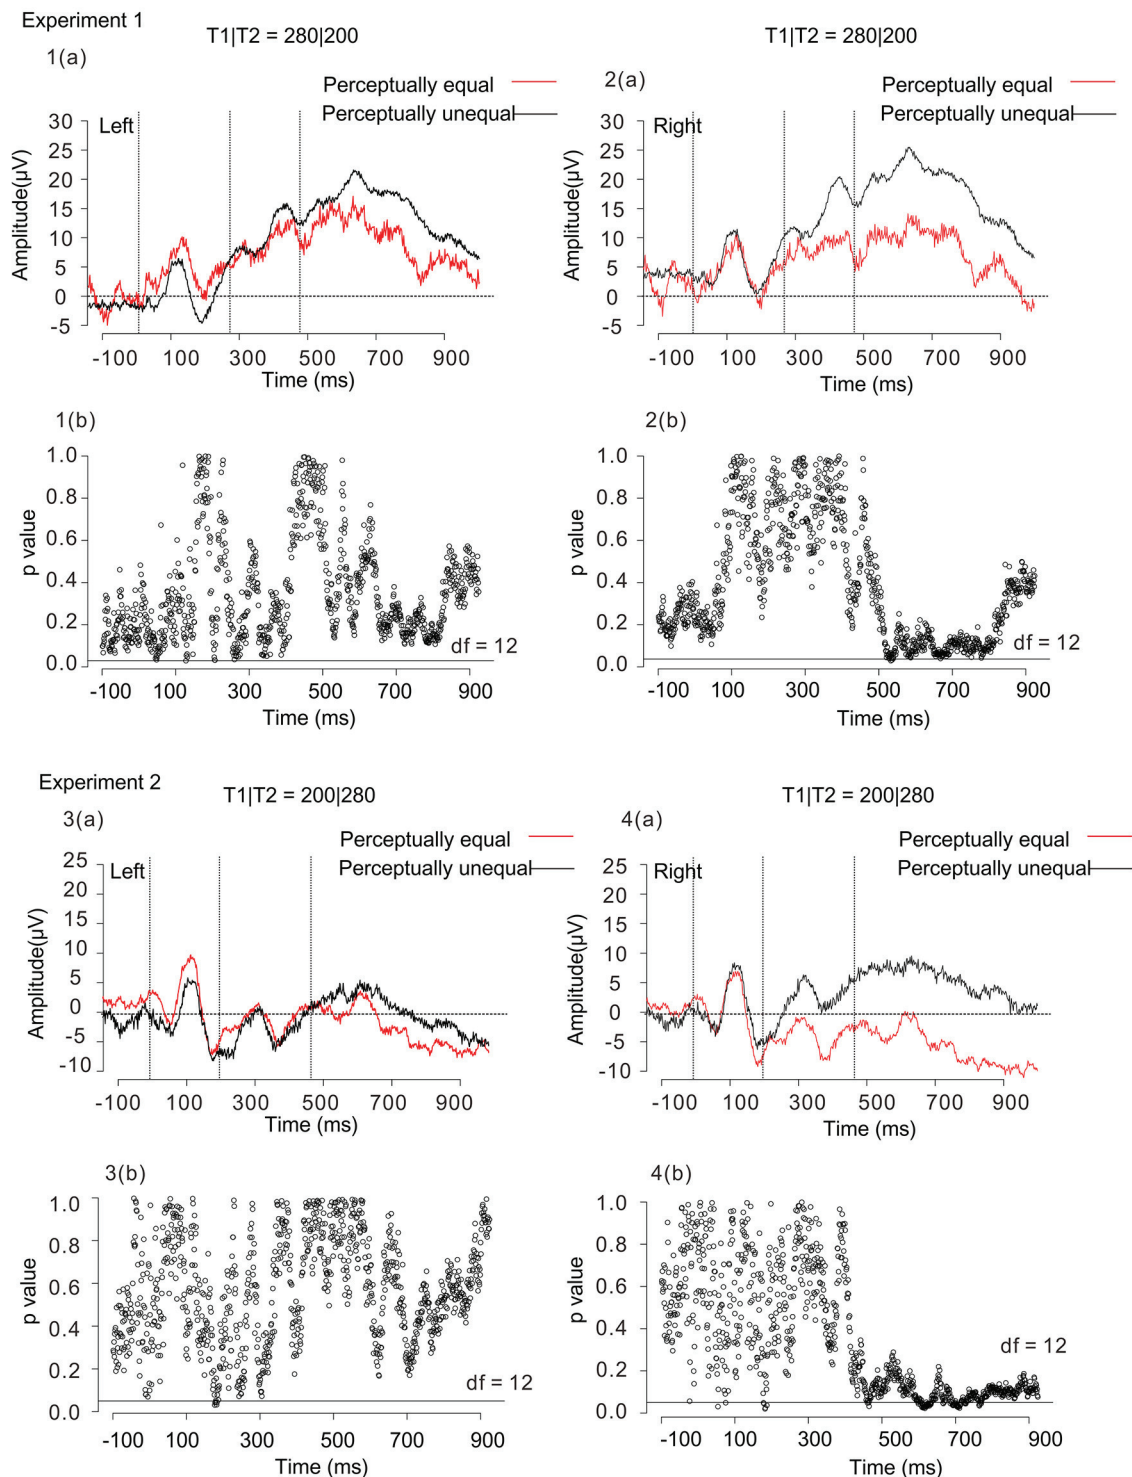 Experiment 1
T1|T2 = 280|200
T1|T2 = 280|200
1(a)
Perceptually equal
Perceptually unequal
Left
30
25
20
15
10
5
0
-5
Amplitude(μV)
-100 100 300 500 700 900
Time (ms)
2(a)
Perceptually equal
Perceptually unequal
Right
30
25
20
15
10
5
0
-5
Amplitude(μV)
-100 100 300 500 700 900
Time (ms)
1(b)
1.0
0.8
0.6
0.4
0.2
0.0
p value
df = 12
-100 100 300 500 700 900
Time (ms)
2(b)
1.0
0.8
0.6
0.4
0.2
0.0
p value
df = 12
-100 100 300 500 700 900
Time (ms)
Experiment 2
T1|T2 = 200|280
T1|T2 = 200|280
3(a)
Perceptually equal
Perceptually unequal
Left
25
20
15
10
5
0
-5
-10
Amplitude(μV)
-100 100 300 500 700 900
Time (ms)
4(a)
Perceptually equal
Perceptually unequal
Right
25
20
15
10
5
0
-5
-10
Amplitude(μV)
-100 100 300 500 700 900
Time (ms)
3(b)
1.0
0.8
0.6
0.4
0.2
0.0
p value
df = 12
-100 100 300 500 700 900
Time (ms)
4(b)
1.0
0.8
0.6
0.4
0.2
0.0
p value
df = 12
-100 100 300 500 700 900
Time (ms)